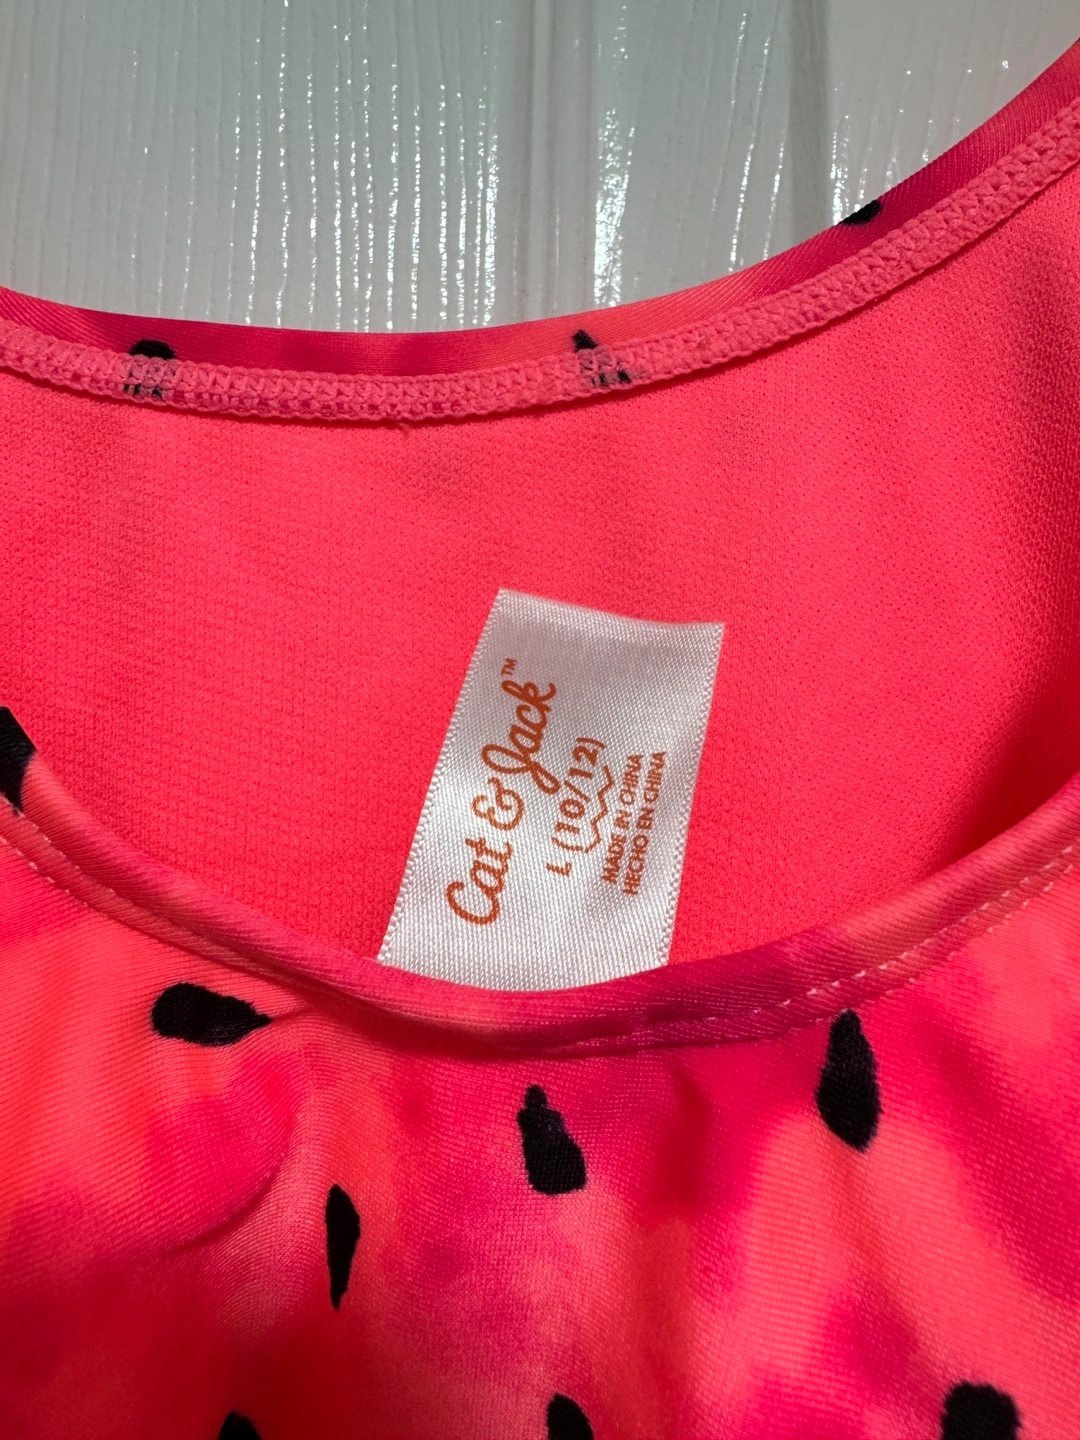 Cat & Jack™
L (10/12)
MADE IN CHINA
HECHO EN CHINA